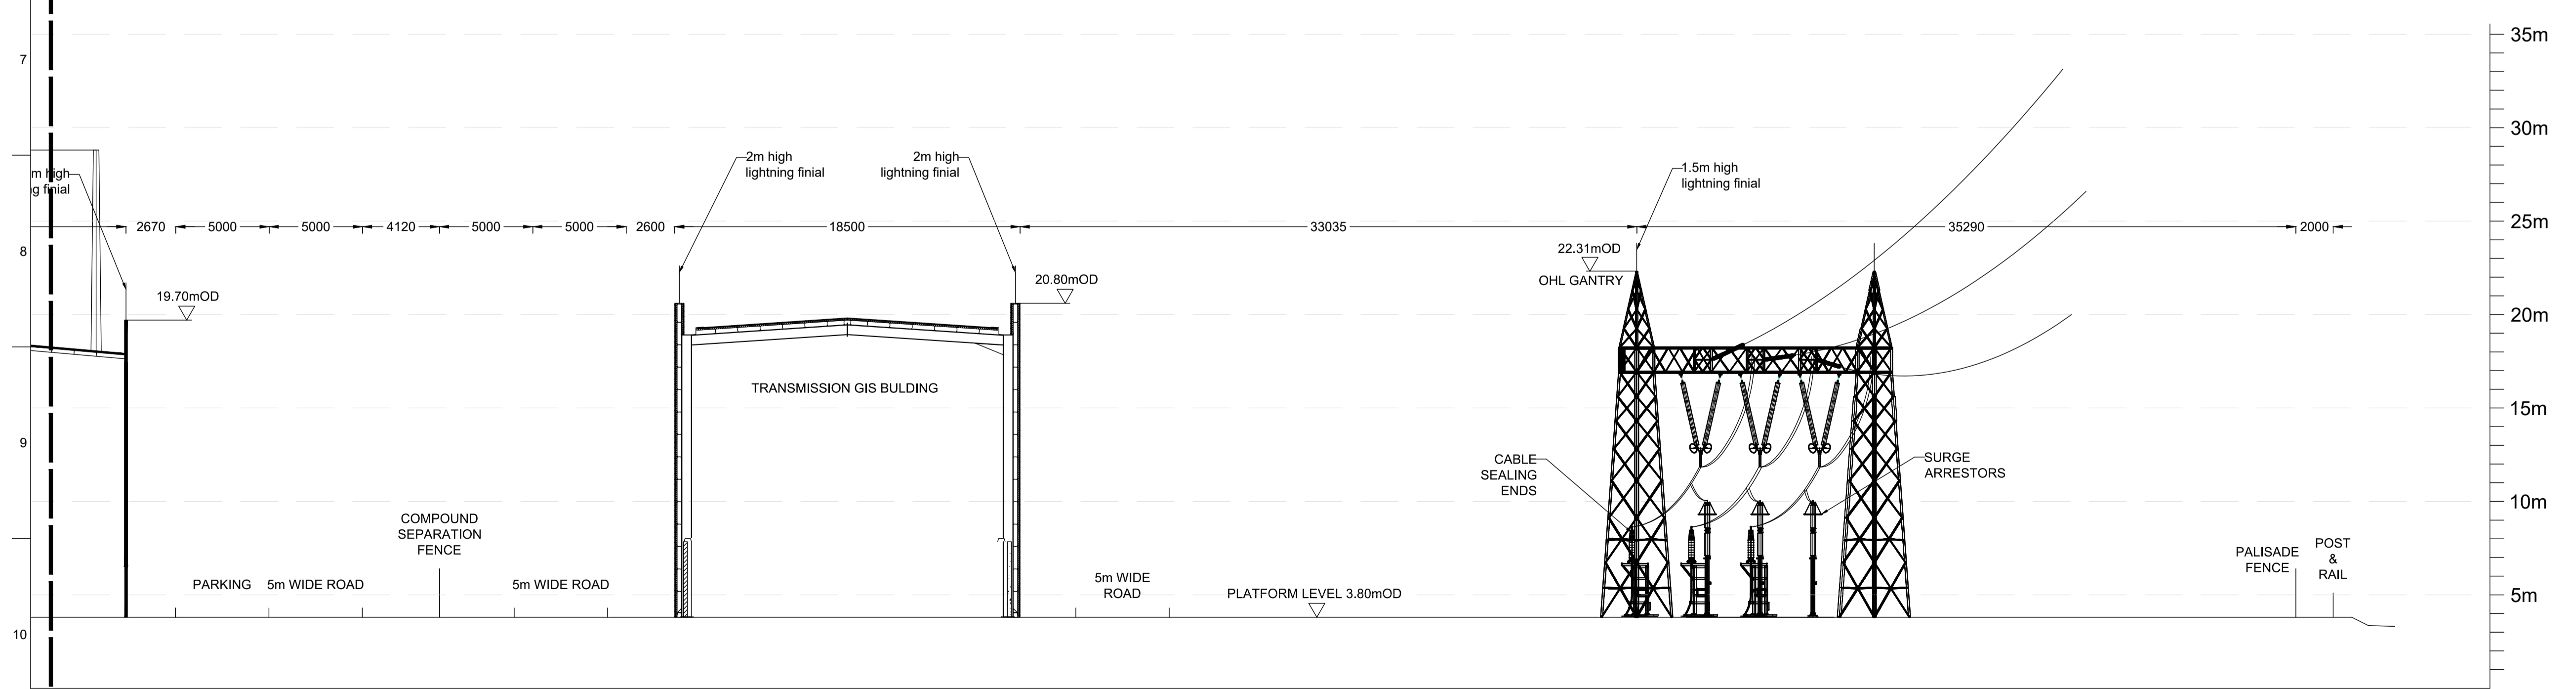 7
35m
30m
2m high
lightning finial
2m high
lightning finial
1.5m high
lightning finial
m high
g finial
2670
5000
5000
4120
5000
5000
2600
18500
33035
35290
2000
25m
8
22.31mOD
OHL GANTRY
20.80mOD
19.70mOD
20m
TRANSMISSION GIS BULDING
15m
9
CABLE
SEALING
ENDS
SURGE
ARRESTORS
10m
COMPOUND
SEPARATION
FENCE
PALISADE
FENCE
POST
&
RAIL
PARKING
5m WIDE ROAD
5m WIDE ROAD
5m WIDE
ROAD
PLATFORM LEVEL 3.80mOD
5m
10